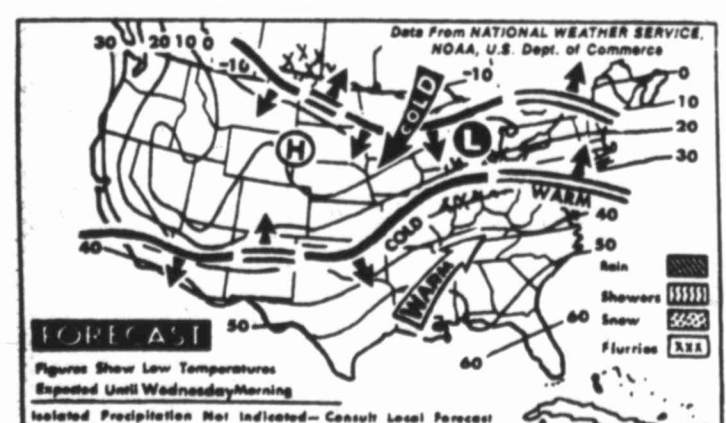 Data From NATIONAL WEATHER SERVICE,
NOAA, U.S. Dept. of Commerce
30 20 10 0
-10
-10
0
10
20
30
COLD
H
L
WARM
40
COLD
40
50
WARM
50
60
60
Rain
Showers
Snow
Flurries
FORECAST
Figures Show Low Temperatures
Expected Until Wednesday Morning
Isolated Precipitation Not Indicated— Consult Local Forecast